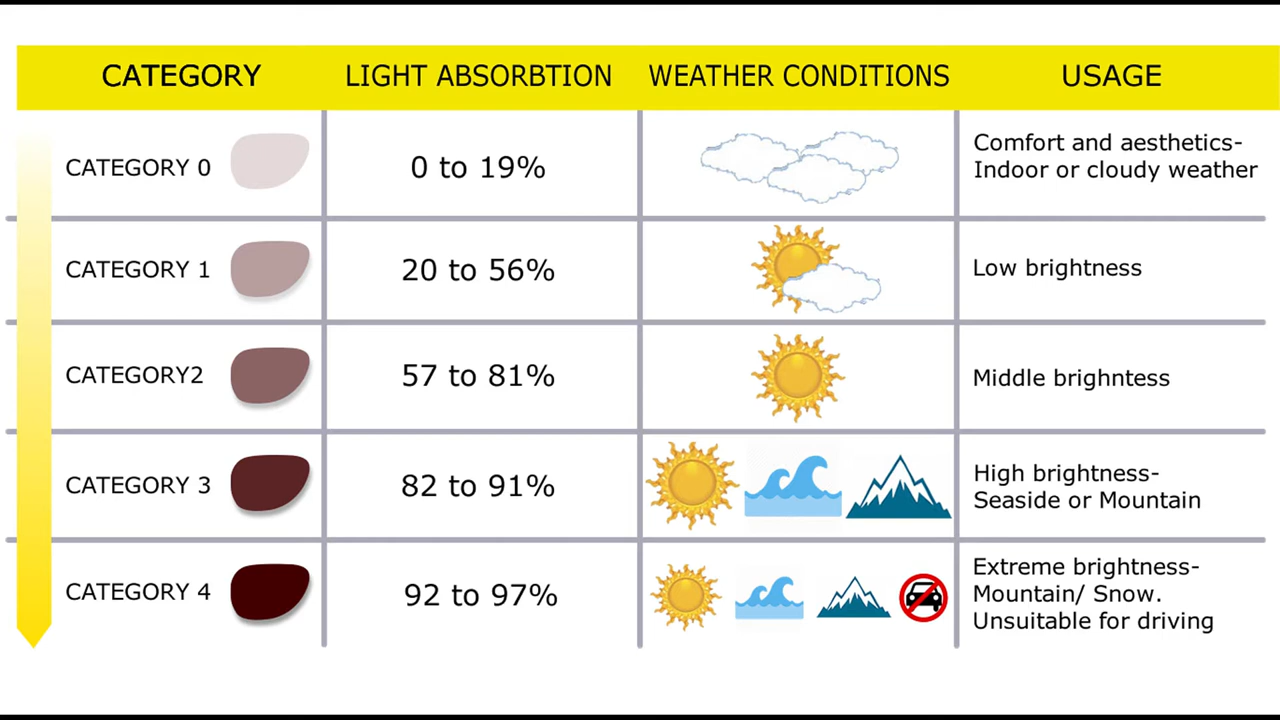 CATEGORY LIGHT ABSORBTION WEATHER CONDITIONS USAGE
CATEGORY 0 0 to 19% Comfort and aesthetics-
Indoor or cloudy weather
CATEGORY 1 20 to 56% Low brightness
CATEGORY2 57 to 81% Middle brighntess
CATEGORY 3 82 to 91% High brightness-
Seaside or Mountain
CATEGORY 4 92 to 97% Extreme brightness-
Mountain/ Snow.
Unsuitable for driving